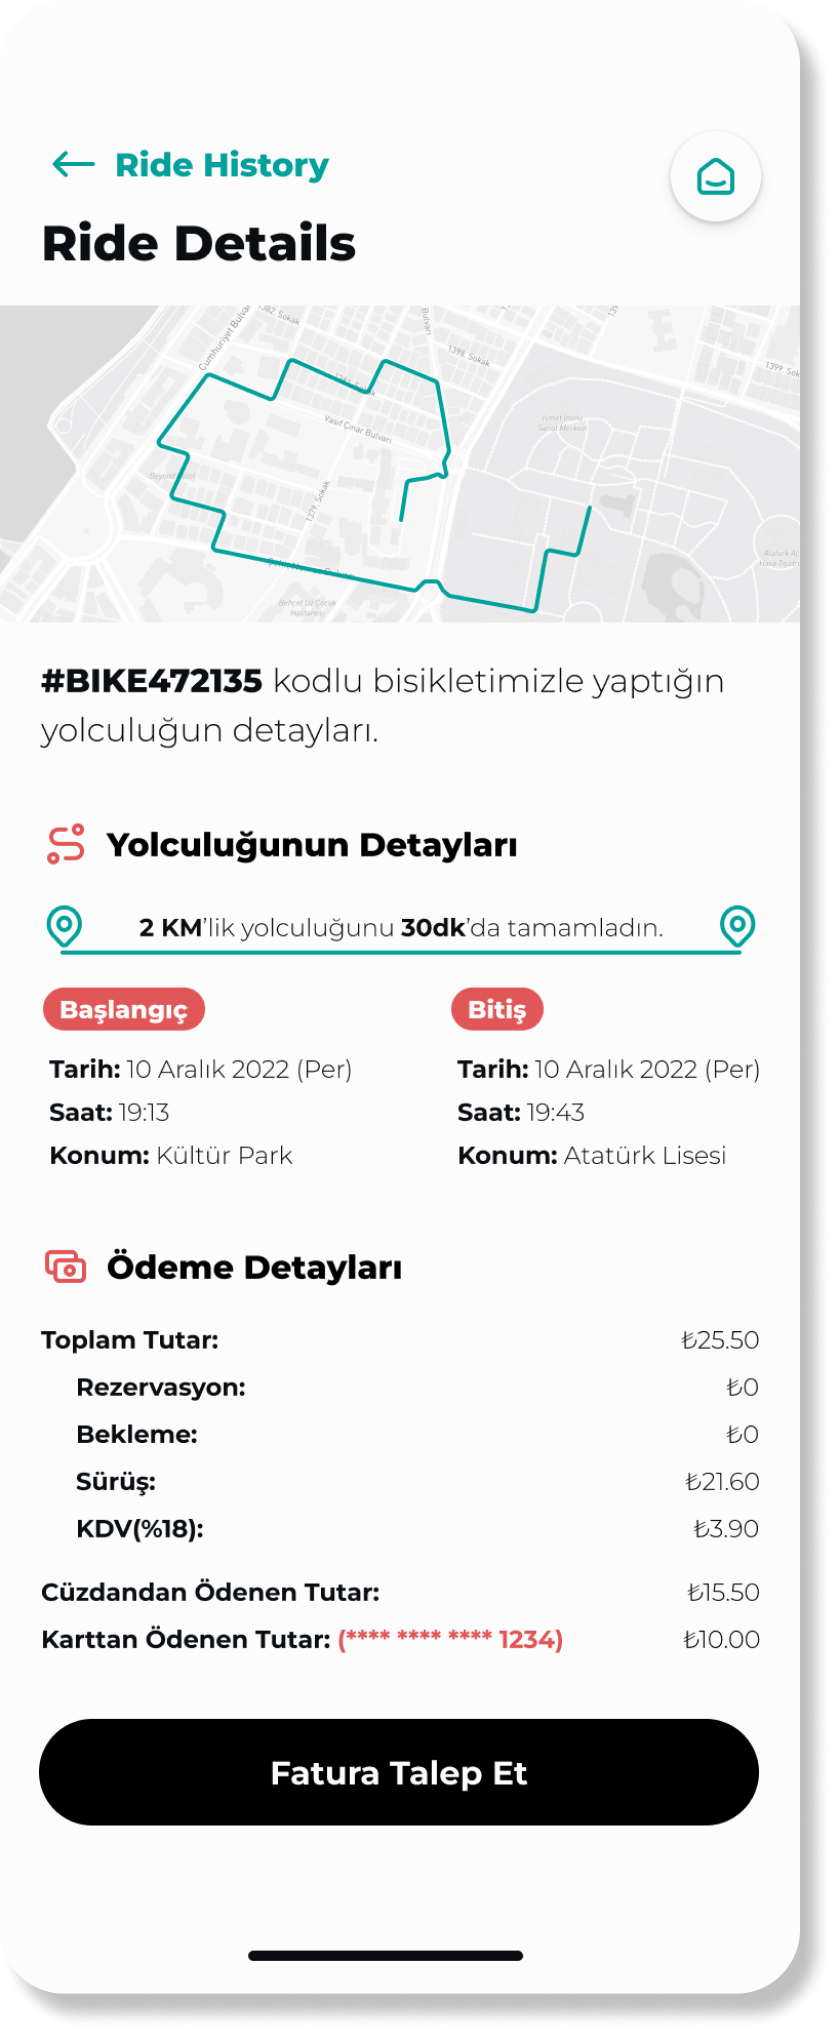 Ride History
Ride Details
Cumhuriyet Bulvarı
1382. Sokak
Bulvarı
1398. Sokak
1399. Sok
Vasıf Çınar Bulvarı
İsmet İnönü
Sanat Merkezi
1379. Sokak
Behçet Uz Çocuk
Hastanesi
Atatürk Aç
Hava Tiyatr
#BIKE472135 kodlu bisikletimizle yaptığın
yolculuğun detayları.
Yolculuğunun Detayları
2 KM'lik yolculuğunu 30dk'da tamamladın.
Başlangıç
Bitiş
Tarih: 10 Aralık 2022 (Per)
Tarih: 10 Aralık 2022 (Per)
Saat: 19:13
Saat: 19:43
Konum: Kültür Park
Konum: Atatürk Lisesi
Ödeme Detayları
Toplam Tutar: ₺25.50
Rezervasyon: ₺0
Bekleme: ₺0
Sürüş: ₺21.60
KDV(%18): ₺3.90
Cüzdandan Ödenen Tutar: ₺15.50
Karttan Ödenen Tutar: (**** **** **** 1234) ₺10.00
Fatura Talep Et